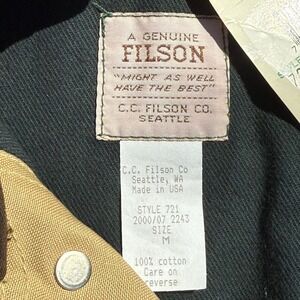 A GENUINE
FILSON
"MIGHT AS WELL
HAVE THE BEST"
C.C. FILSON CO.
SEATTLE
C.C. Filson Co
Seattle, WA
Made in USA
STYLE 721
2000/07 2243
SIZE
M
100% cotton
Care on
reverse